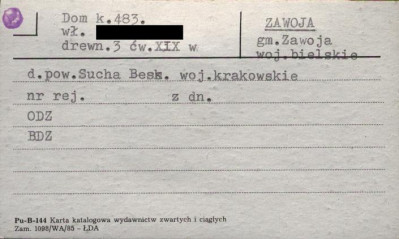 Dom k.483.
wł.
drewn.3 ćw.XIX w
ZAWOJA
gm.Zawoja
woj.bielskie
d.pow.Sucha Besk. woj.krakowskie
nr rej. z dn.
ODZ
BDZ
Pu-B-144 Karta katalogowa wydawnictw zwartych i ciągłych
Zam. 1098/WA/85 - ŁDA